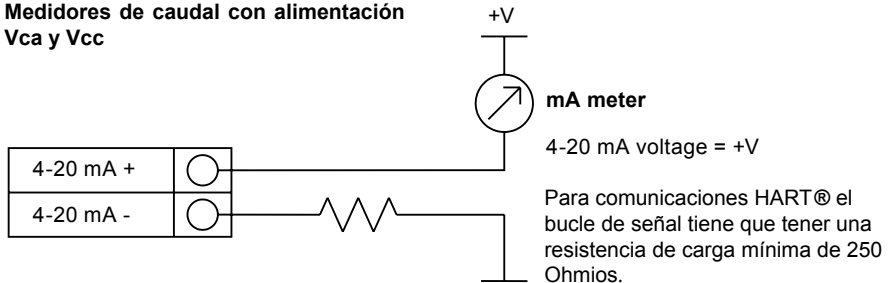 Medidores de caudal con alimentación
Vca y Vcc
+V
mA meter
4-20 mA voltage = +V
4-20 mA +
4-20 mA -
Para comunicaciones HART® el
bucle de señal tiene que tener una
resistencia de carga mínima de 250
Ohmios.